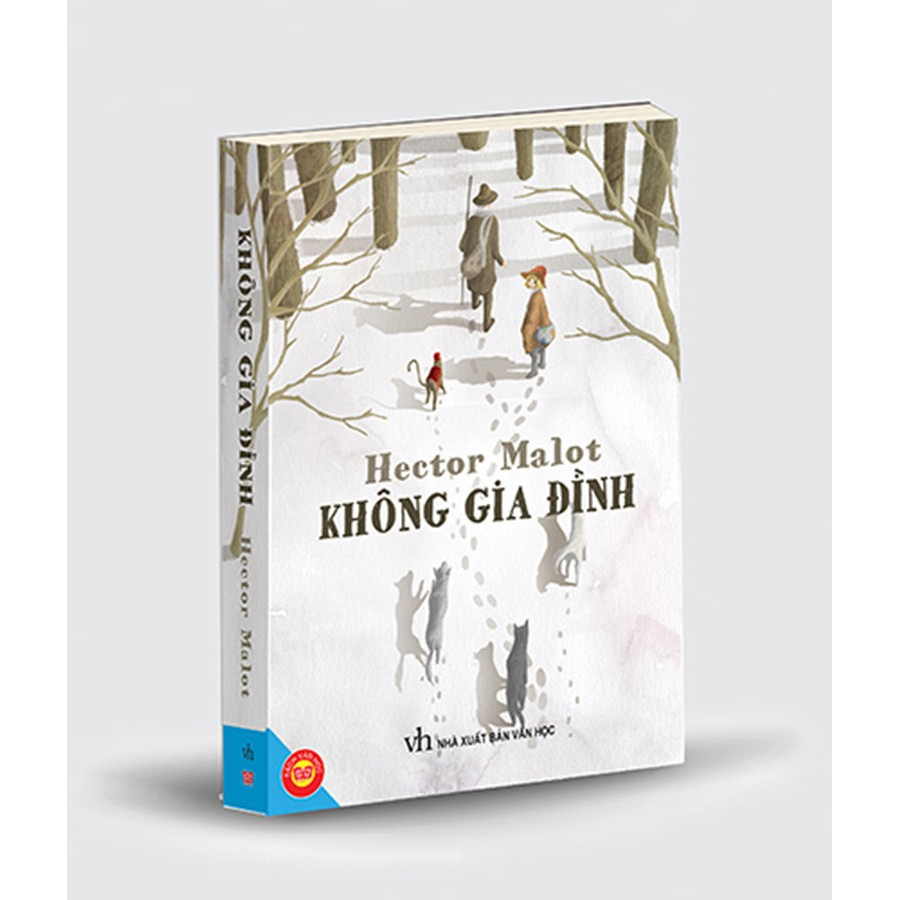 Hector Malot
KHÔNG GIA ĐÌNH
vh NHÀ XUẤT BẢN VĂN HỌC
KHÔNG GIA ĐÌNH Hector Malot
vh